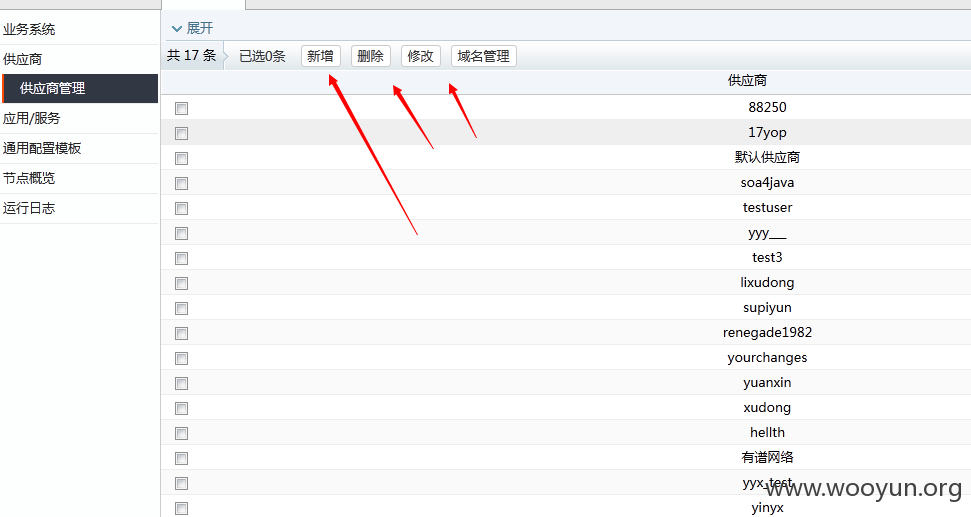 业务系统
供应商
供应商管理
应用/服务
通用配置模板
节点概览
运行日志
展开
共 17 条 已选0条 新增 删除 修改 域名管理
供应商
88250
17yop
默认供应商
soa4java
testuser
yyy___
test3
lixudong
supiyun
renegade1982
yourchanges
yuanxin
xudong
hellth
有谱网络
yyx_test
yinyx
www.wooyun.org